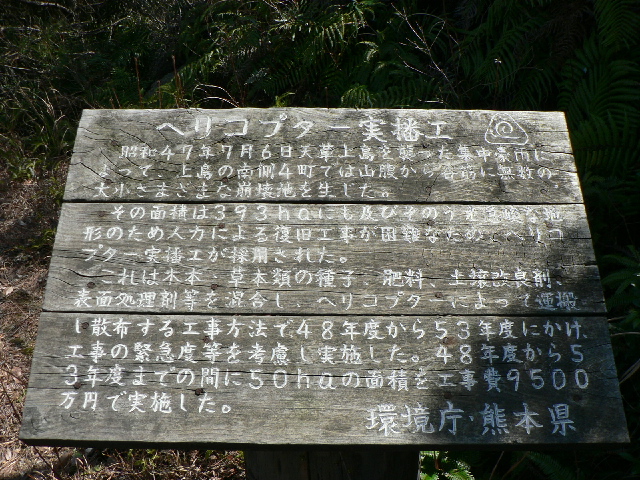 ヘリコプター実播工
昭和47年7月6日天草上島を襲った集中豪雨に
よって、上島の南側4町では山腹から谷筋に無数の
大小さまざまな崩壊地を生じた。
その面積は393haにも及びそのうち 急峻な地
形のため人力による復旧工事が困難なため ヘリコ
プター実播工が採用された。
これは木本・草本類の種子、肥料、土壌改良剤、
表面処理剤等を混合し ヘリコプターによって運搬
し散布する工事方法で48年度から53年度にかけ、
工事の緊急度等を考慮し実施した。48年度から5
3年度までの間に50haの面積を工事費9500
万円で実施した。
環境庁・熊本県